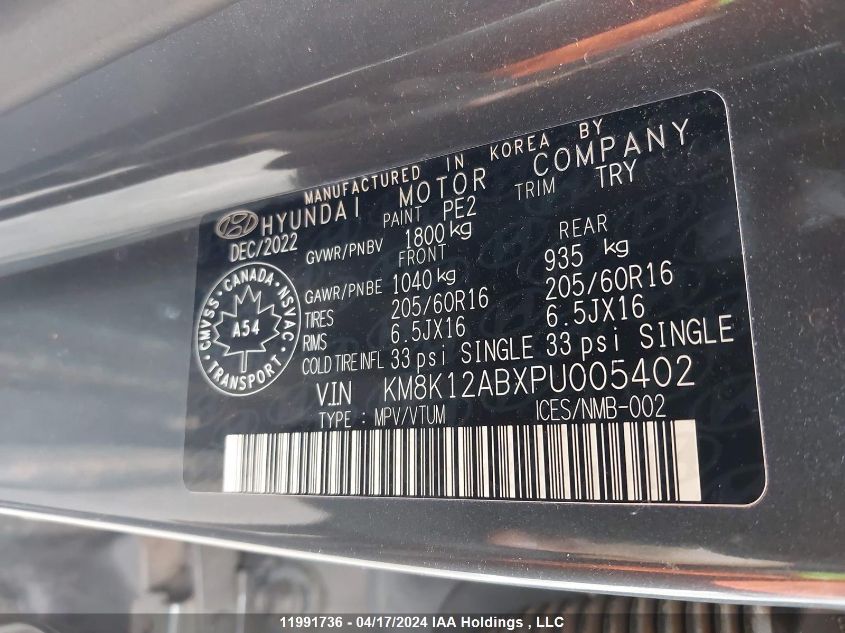 MANUFACTURED IN KOREA BY
HYUNDAI MOTOR COMPANY
DEC/2022 PAINT PE2 TRIM TRY
GVWR/PNBV 1800 kg
FRONT REAR
GAWR/PNBE 1040 kg 935 kg
TIRES 205/60R16 205/60R16
RIMS 6.5JX16 6.5JX16
COLD TIRE INFL 33 psi SINGLE 33 psi SINGLE
CMVSS · CANADA · NSVAC
A54
TRANSPORT
V.I.N KM8K12ABXPU005402
TYPE : MPV/VTUM ICES/NMB-002
11991736 - 04/17/2024 IAA Holdings , LLC